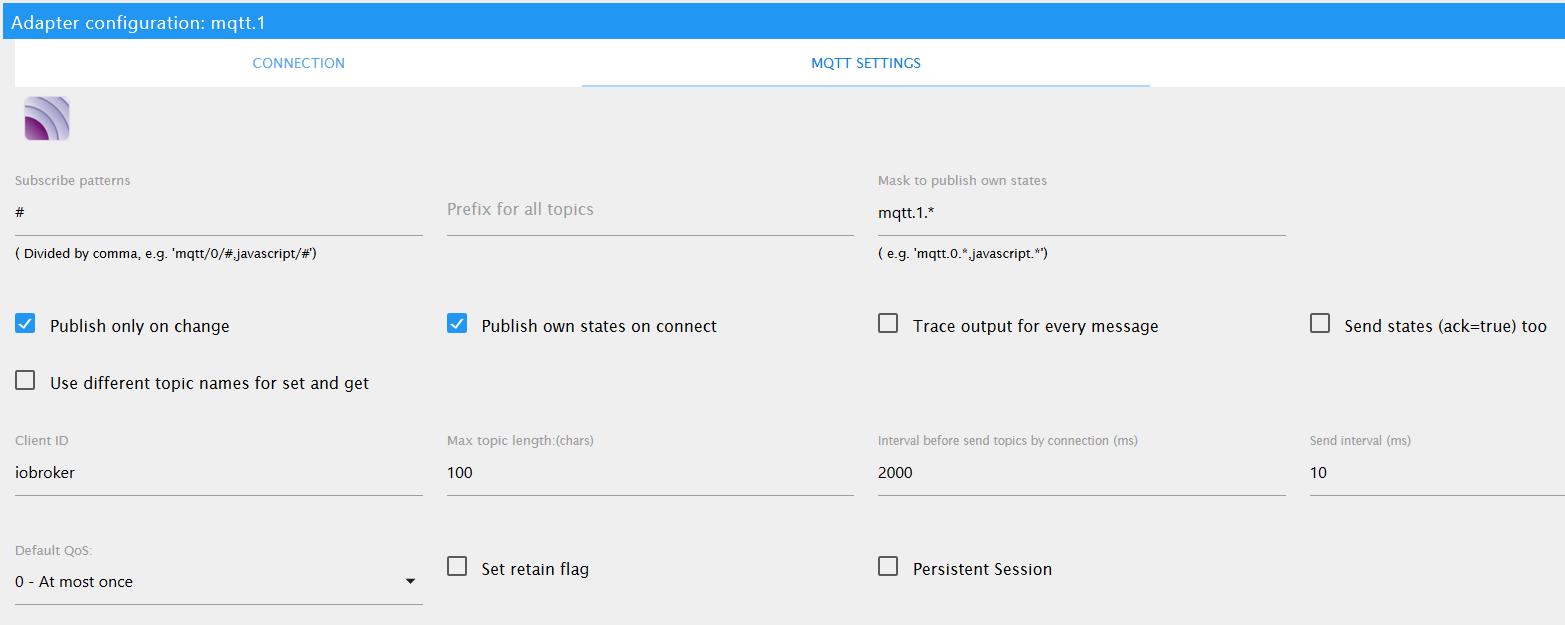 Adapter configuration: mqtt.1
CONNECTION
MQTT SETTINGS
Subscribe patterns
#
( Divided by comma, e.g. 'mqtt/0/#,javascript/#')
Prefix for all topics
Mask to publish own states
mqtt.1.*
( e.g. 'mqtt.0.*,javascript.*')
Publish only on change
Publish own states on connect
Trace output for every message
Send states (ack=true) too
Use different topic names for set and get
Client ID
iobroker
Max topic length:(chars)
100
Interval before send topics by connection (ms)
2000
Send interval (ms)
10
Default QoS:
0 - At most once
Set retain flag
Persistent Session